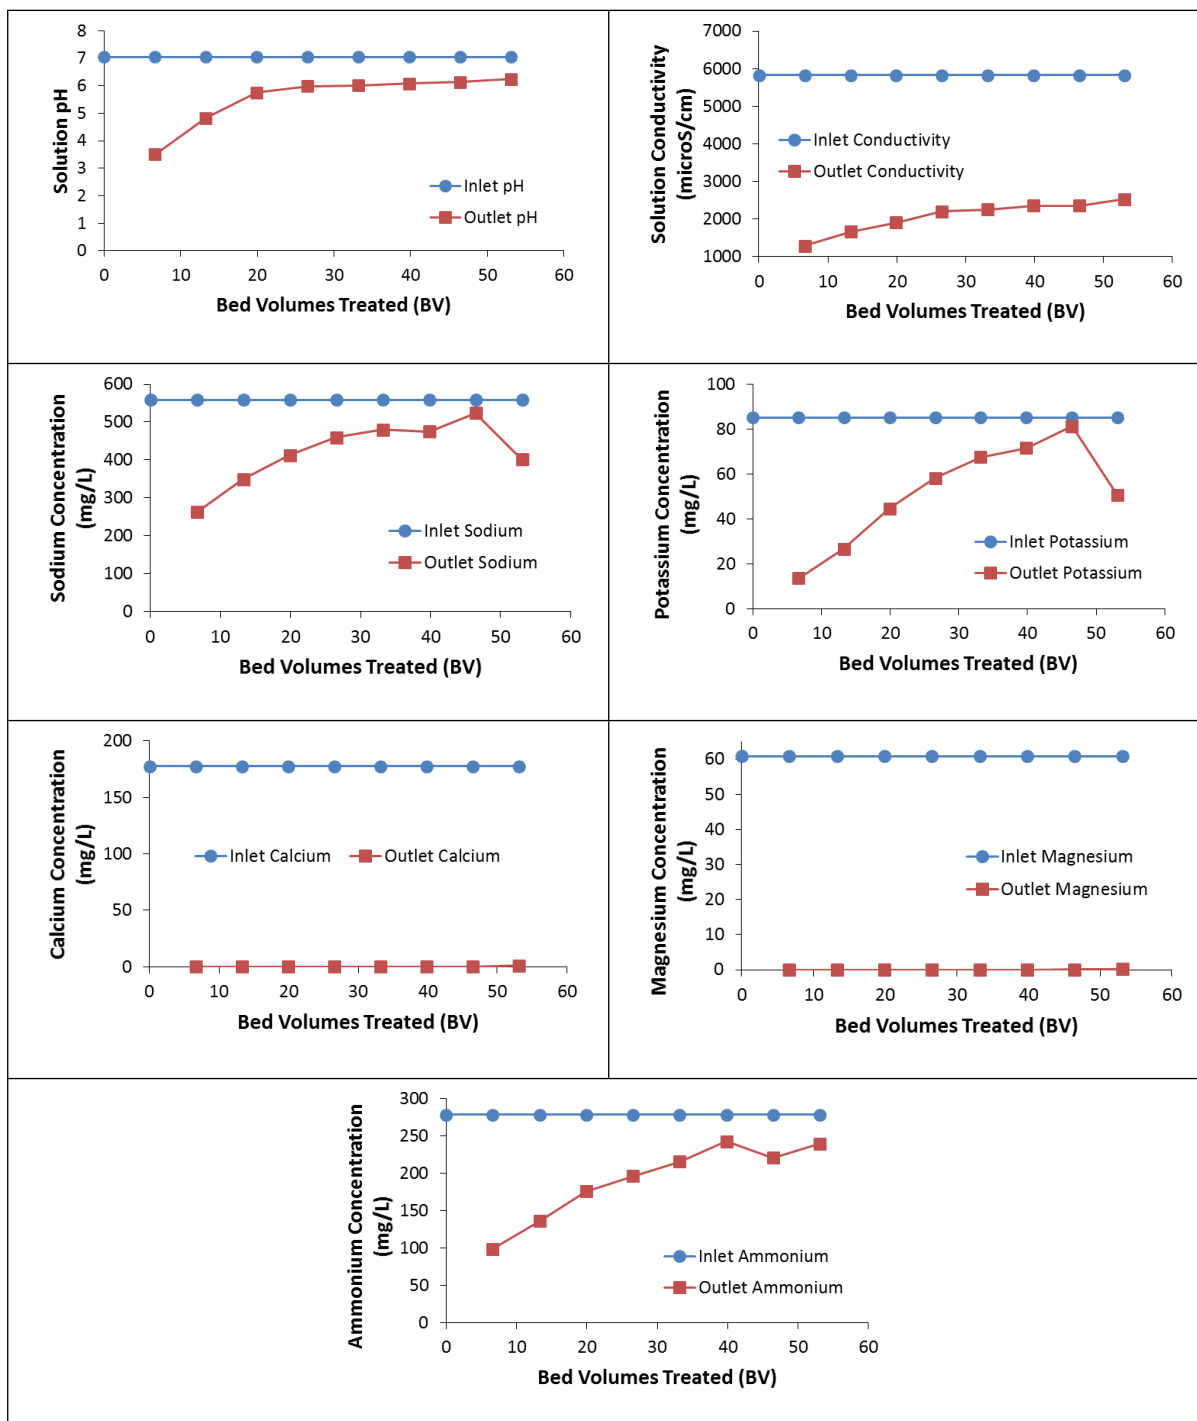 Solution pH
8
7
6
5
4
3
2
1
0
Inlet pH
Outlet pH
0 10 20 30 40 50 60
Bed Volumes Treated (BV)
Solution Conductivity
(microS/cm)
7000
6000
5000
4000
3000
2000
1000
Inlet Conductivity
Outlet Conductivity
0 10 20 30 40 50 60
Bed Volumes Treated (BV)
Sodium Concentration
(mg/L)
600
500
400
300
200
100
0
Inlet Sodium
Outlet Sodium
0 10 20 30 40 50 60
Bed Volumes Treated (BV)
Potassium Concentration
(mg/L)
100
80
60
40
20
0
Inlet Potassium
Outlet Potassium
0 10 20 30 40 50 60
Bed Volumes Treated (BV)
Calcium Concentration
(mg/L)
200
150
100
50
0
Inlet Calcium Outlet Calcium
0 10 20 30 40 50 60
Bed Volumes Treated (BV)
Magnesium Concentration
(mg/L)
60
50
40
30
20
10
0
Inlet Magnesium
Outlet Magnesium
0 10 20 30 40 50 60
Bed Volumes Treated (BV)
Ammonium Concentration
(mg/L)
300
250
200
150
100
50
0
Inlet Ammonium
Outlet Ammonium
0 10 20 30 40 50 60
Bed Volumes Treated (BV)